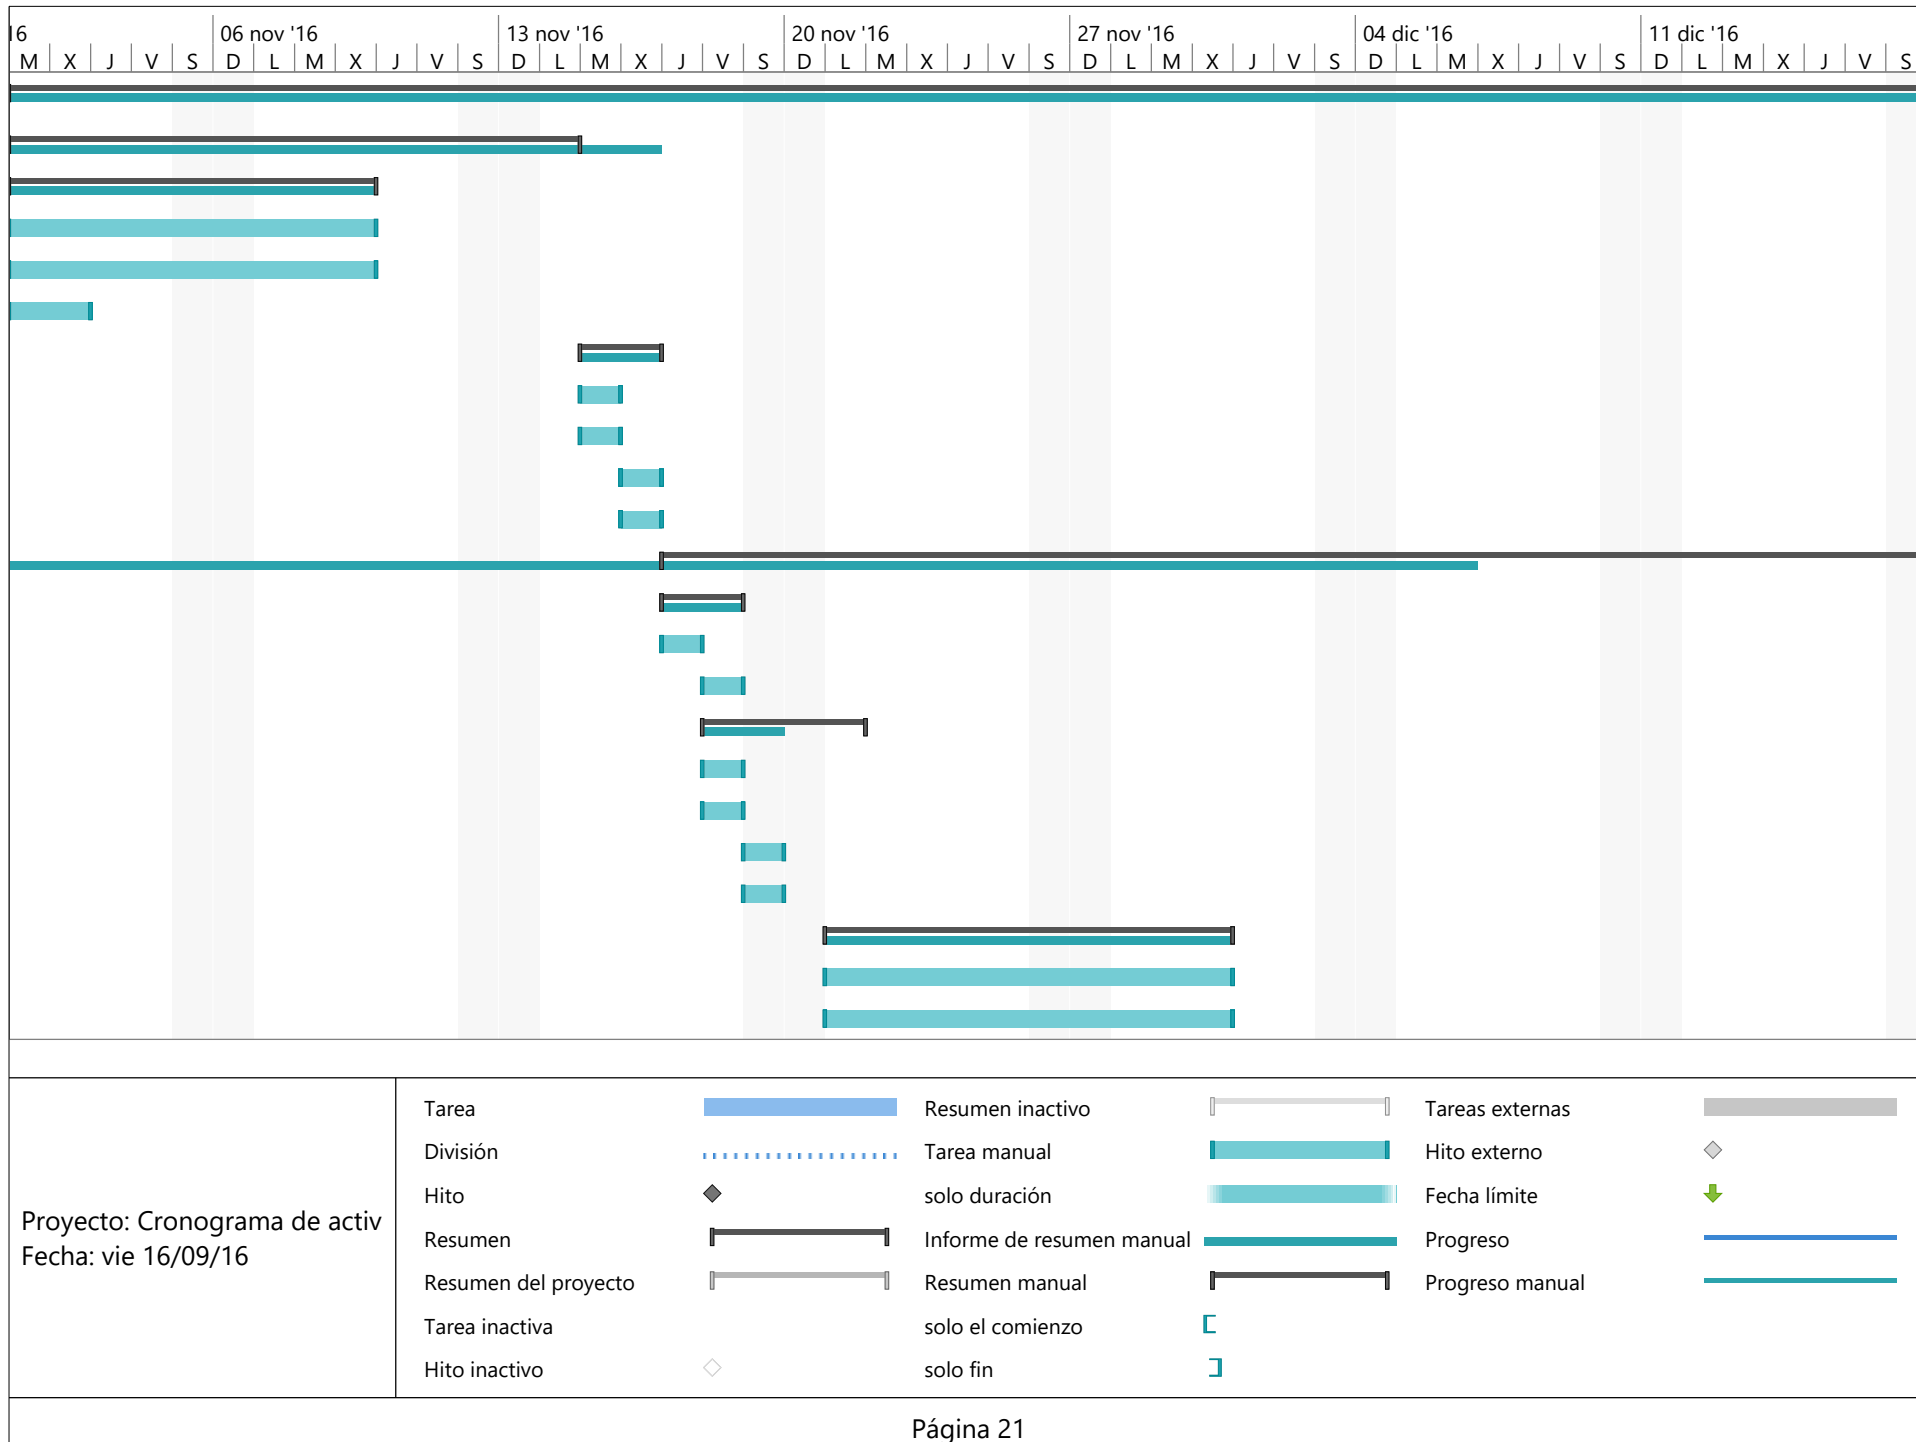 16 06 nov '16 13 nov '16 20 nov '16 27 nov '16 04 dic '16 11 dic '16
M X J V S D L M X J V S D L M X J V S D L M X J V S D L M X J V S D L M X J V S D L M X J V S
Tarea Resumen inactivo Tareas externas
División Tarea manual Hito externo
Hito solo duración Fecha límite
Resumen Informe de resumen manual Progreso
Resumen del proyecto Resumen manual Progreso manual
Tarea inactiva solo el comienzo
Hito inactivo solo fin
Proyecto: Cronograma de activ
Fecha: vie 16/09/16
Página 21